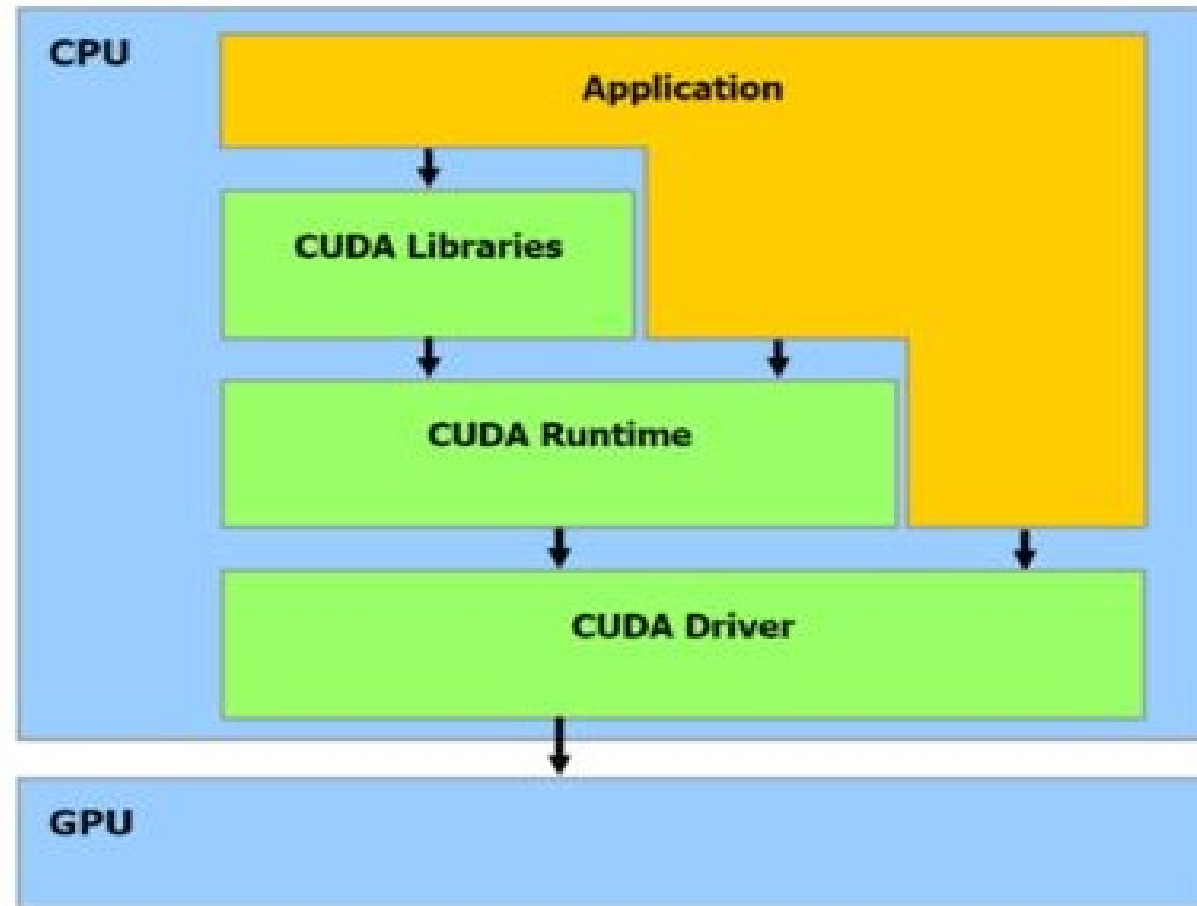 CPU
Application
CUDA Libraries
CUDA Runtime
CUDA Driver
GPU